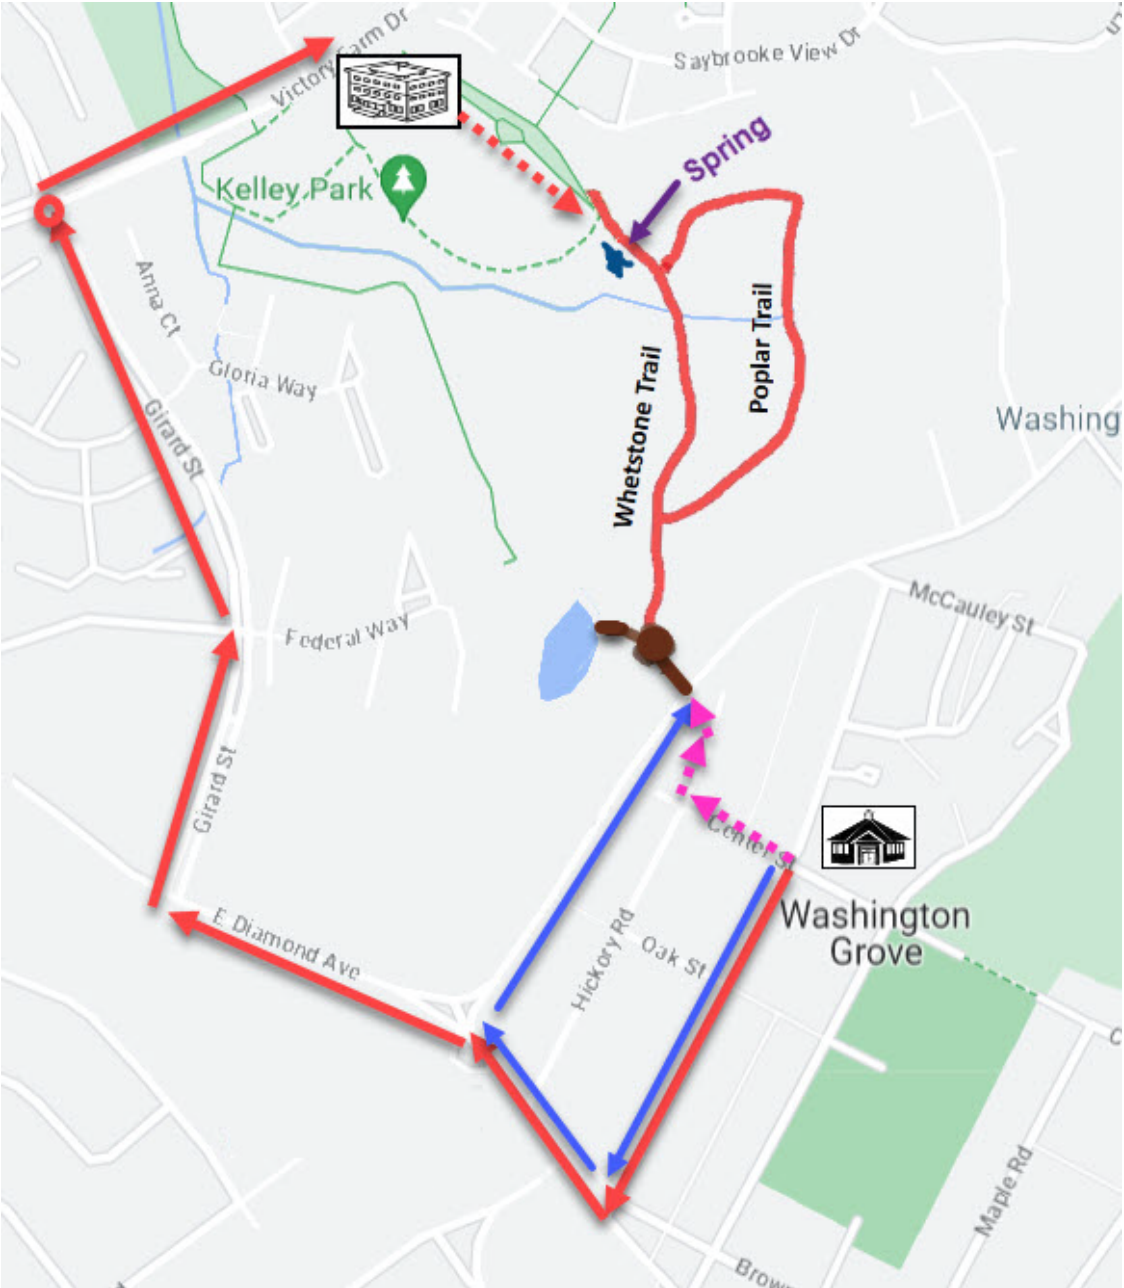 Victory Farm Dr
Saybrooke View Dr
Spring
Kelley Park
Anna Ct
Poplar Trail
Gloria Way
Whetstone Trail
Girard St
Washing
McCauley St
Federal Way
Girard St
Center St
Washington
Grove
E Diamond Ave
Hickory Rd
Oak St
C
Maple Rd
Brow